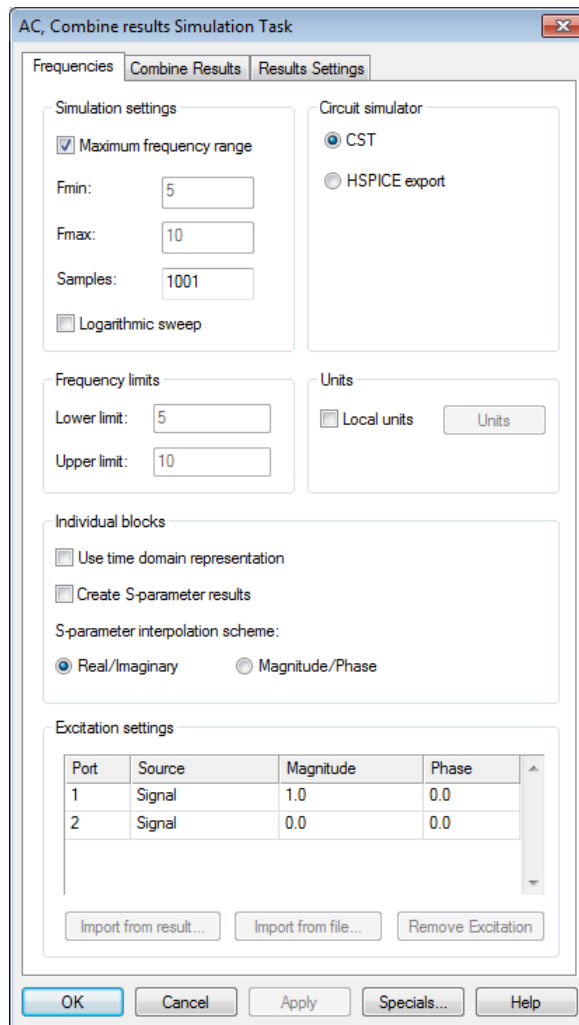 AC, Combine results Simulation Task
Frequencies Combine Results Results Settings
Simulation settings
Maximum frequency range
Fmin: 5
Fmax: 10
Samples: 1001
Logarithmic sweep
Circuit simulator
CST
HSPICE export
Frequency limits
Lower limit: 5
Upper limit: 10
Units
Local units Units
Individual blocks
Use time domain representation
Create S-parameter results
S-parameter interpolation scheme:
Real/Imaginary Magnitude/Phase
Excitation settings
Port Source Magnitude Phase
1 Signal 1.0 0.0
2 Signal 0.0 0.0
Import from result... Import from file... Remove Excitation
OK Cancel Apply Specials... Help